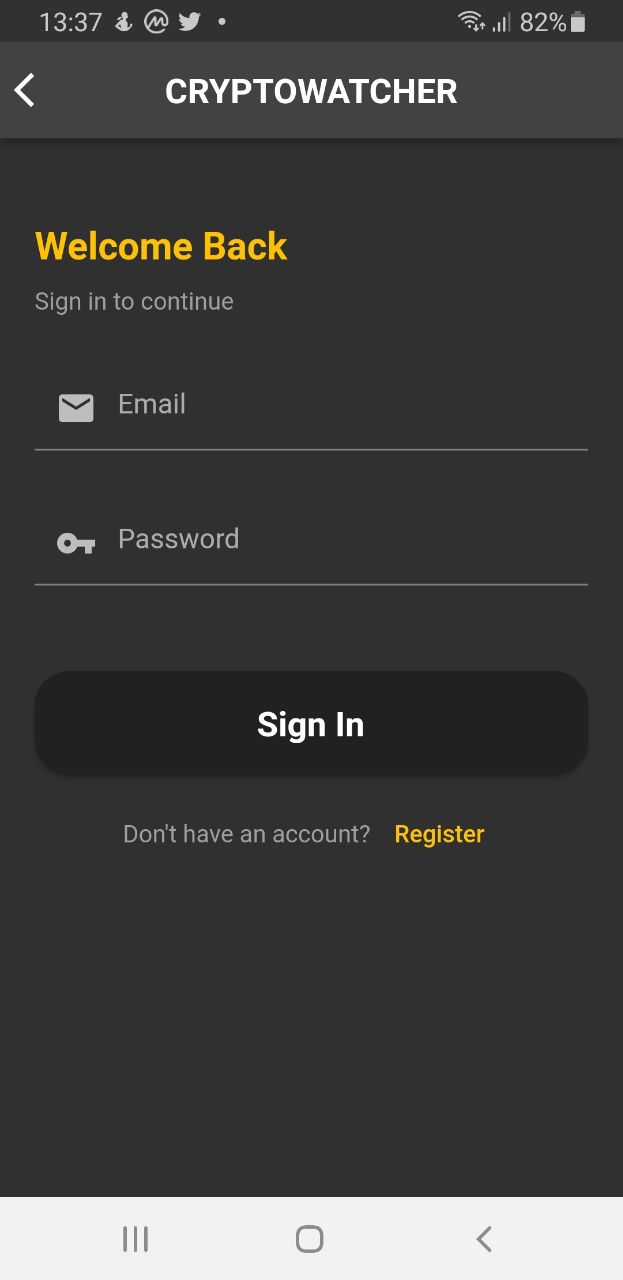 13:37 82%
CRYPTOWATCHER
Welcome Back
Sign in to continue
Email
Password
Sign In
Don't have an account? Register